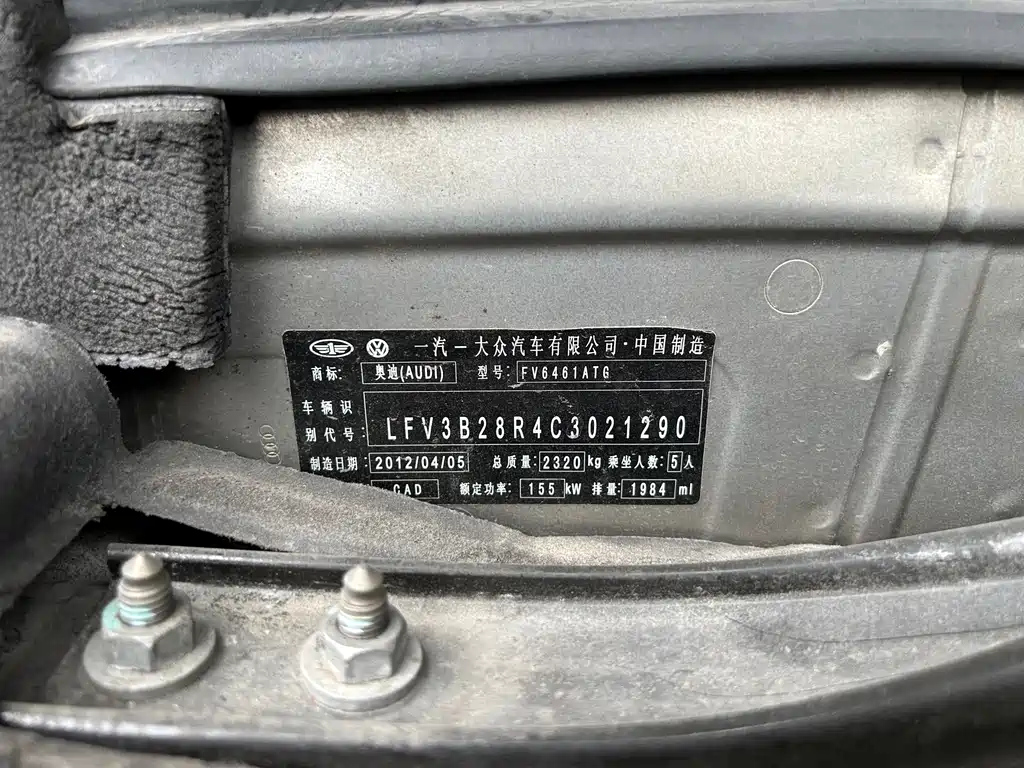 一汽一大众汽车有限公司·中国制造
商标: 奥迪(AUDI) 型号: FV6461ATG
车辆识
别代号: LFV3B28R4C3021290
制造日期: 2012/04/05 总质量: 2320 kg 乘坐人数: 5 人
CAD 额定功率: 155 kW 排量: 1984 ml